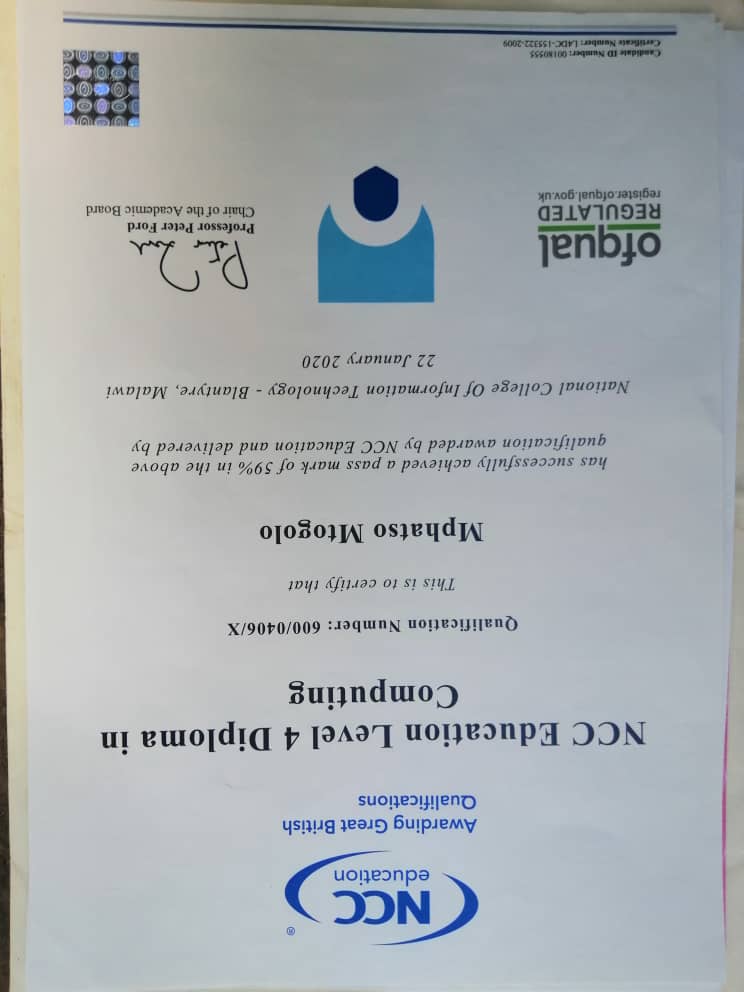 NCC
education
®
Awarding Great British
Qualifications
NCC Education Level 4 Diploma in
Computing
Qualification Number: 600/0406/X
This is to certify that
Mphatso Mtogolo
has successfully achieved a pass mark of 59% in the above
qualification awarded by NCC Education and delivered by
National College Of Information Technology - Blantyre, Malawi
22 January 2020
ofqual
REGULATED
register.ofqual.gov.uk
Professor Peter Ford
Chair of the Academic Board
Candidate ID Number: 00180555
Certificate Number: L4DC-155322-2009